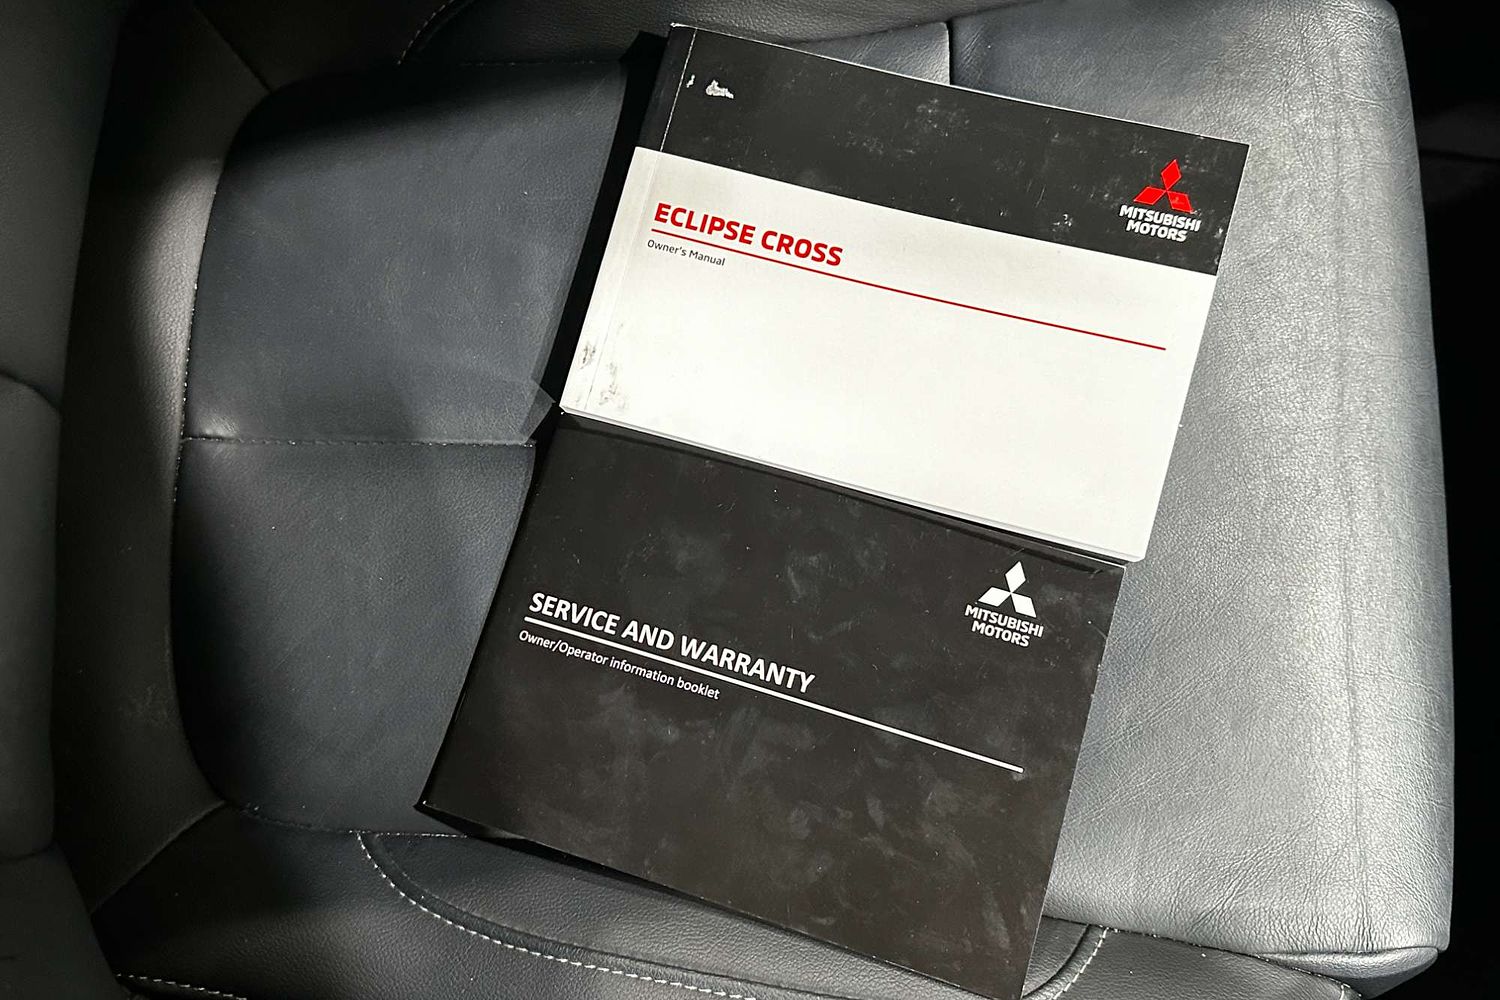 MITSUBISHI
MOTORS
ECLIPSE CROSS
Owner's Manual
MITSUBISHI
MOTORS
SERVICE AND WARRANTY
Owner/Operator information booklet